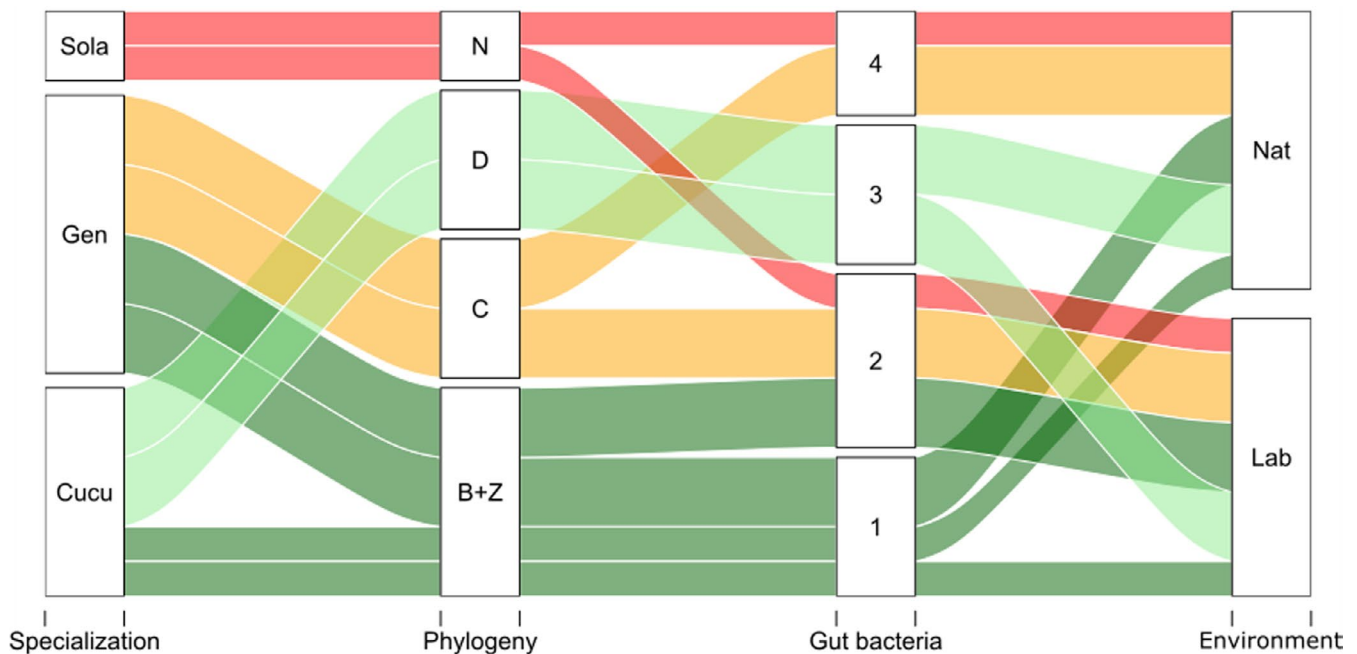 Sola
N
4
Nat
D
3
Gen
C
2
Lab
Cucu
B+Z
1
Specialization
Phylogeny
Gut bacteria
Environment